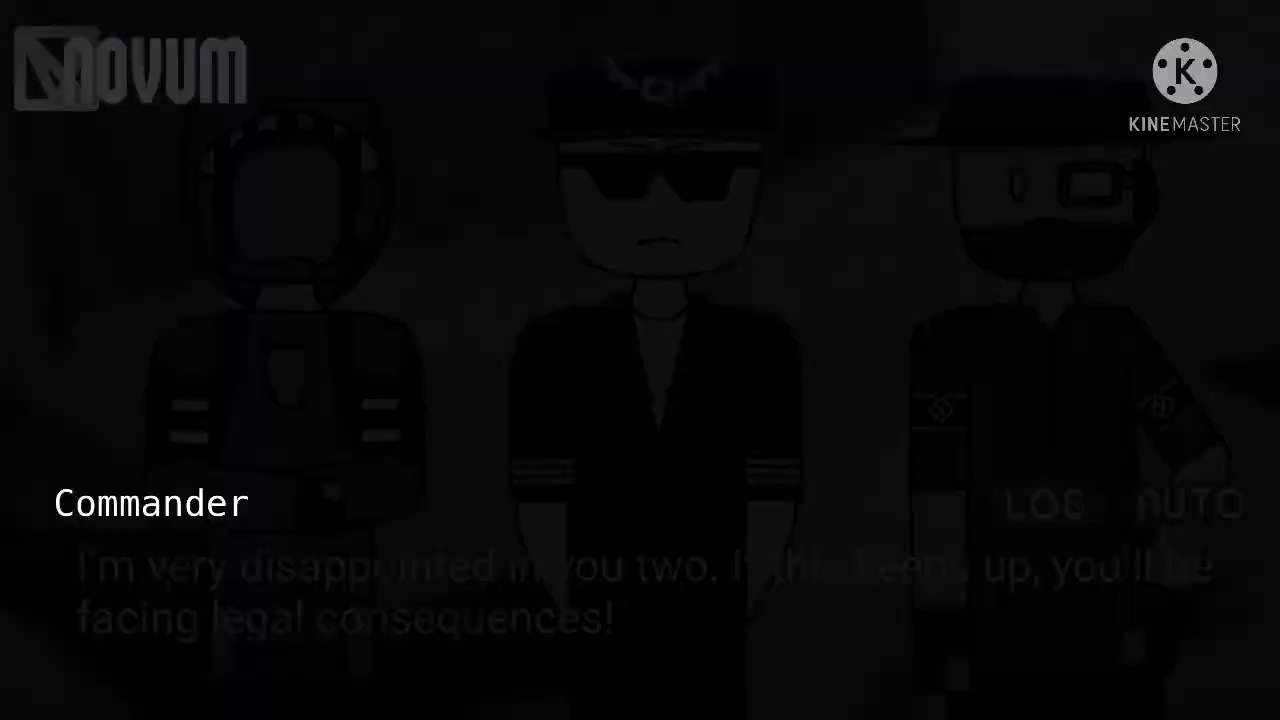 NOVUM
K
KINEMASTER
Commander
LOG AUTO
I'm very disappointed in you two. If this keeps up, you'll be
facing legal consequences!